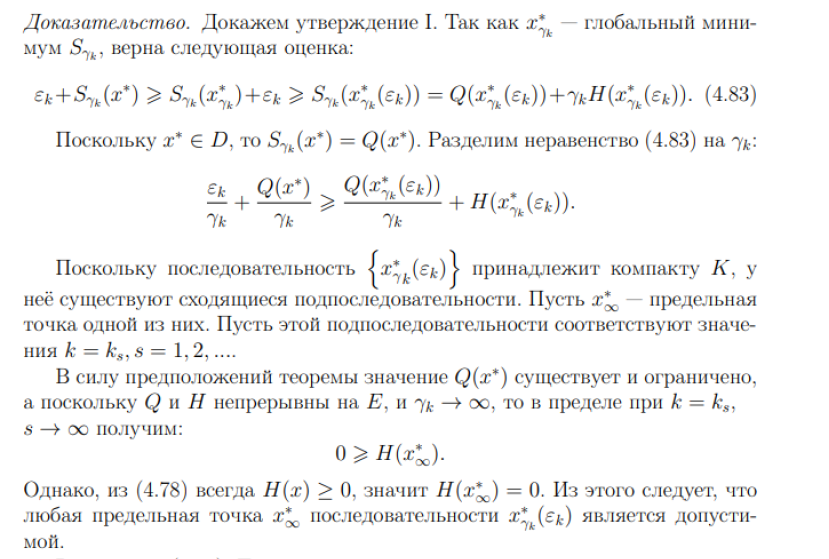 Доказательство. Докажем утверждение I. Так как $x^*_{\gamma_k}$ — глобальный мини-
мум $S_{\gamma_k}$, верна следующая оценка:
$\varepsilon_k + S_{\gamma_k}(x^*) \geqslant S_{\gamma_k}(x^*_{\gamma_k}) + \varepsilon_k \geqslant S_{\gamma_k}(x^*_{\gamma_k}(\varepsilon_k)) = Q(x^*_{\gamma_k}(\varepsilon_k)) + \gamma_k H(x^*_{\gamma_k}(\varepsilon_k)).$ (4.83)
Поскольку $x^* \in D$, то $S_{\gamma_k}(x^*) = Q(x^*)$. Разделим неравенство (4.83) на $\gamma_k$:
$\frac{\varepsilon_k}{\gamma_k} + \frac{Q(x^*)}{\gamma_k} \geqslant \frac{Q(x^*_{\gamma_k}(\varepsilon_k))}{\gamma_k} + H(x^*_{\gamma_k}(\varepsilon_k)).$
Поскольку последовательность $\left\{x^*_{\gamma_k}(\varepsilon_k)\right\}$ принадлежит компакту $K$, у
неё существуют сходящиеся подпоследовательности. Пусть $x^*_\infty$ — предельная
точка одной из них. Пусть этой подпоследовательности соответствуют значе-
ния $k = k_s, s = 1, 2, ....$
В силу предположений теоремы значение $Q(x^*)$ существует и ограничено,
а поскольку $Q$ и $H$ непрерывны на $E$, и $\gamma_k \to \infty$, то в пределе при $k = k_s$,
$s \to \infty$ получим:
$0 \geqslant H(x^*_\infty).$
Однако, из (4.78) всегда $H(x) \geq 0$, значит $H(x^*_\infty) = 0$. Из этого следует, что
любая предельная точка $x^*_\infty$ последовательности $x^*_{\gamma_k}(\varepsilon_k)$ является допусти-
мой.